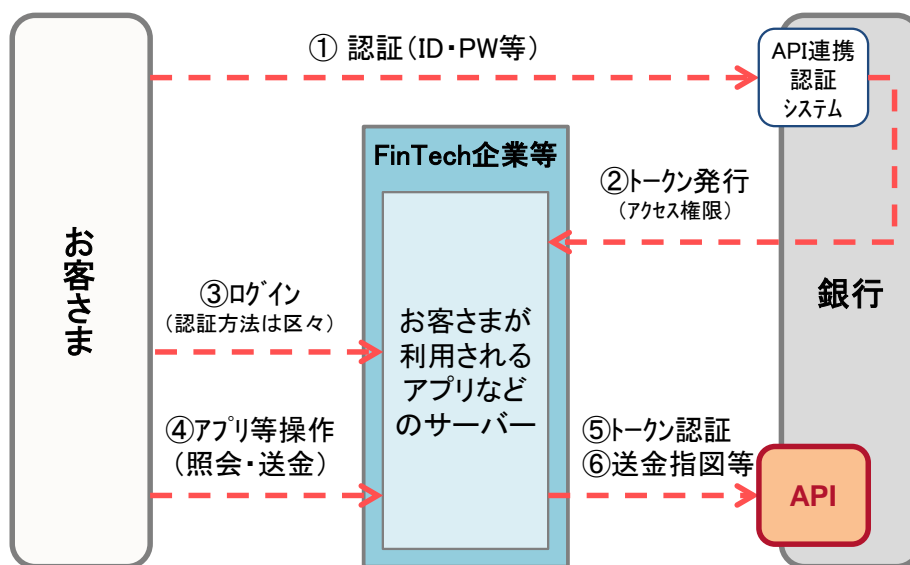 ① 認証(ID・PW等)
API連携
認証
システム
FinTech企業等
②トークン発行
(アクセス権限)
お客さま
銀行
③ログイン
(認証方法は区々)
お客さまが
利用される
アプリなど
のサーバー
④アプリ等操作
(照会・送金)
⑤トークン認証
⑥送金指図等
API